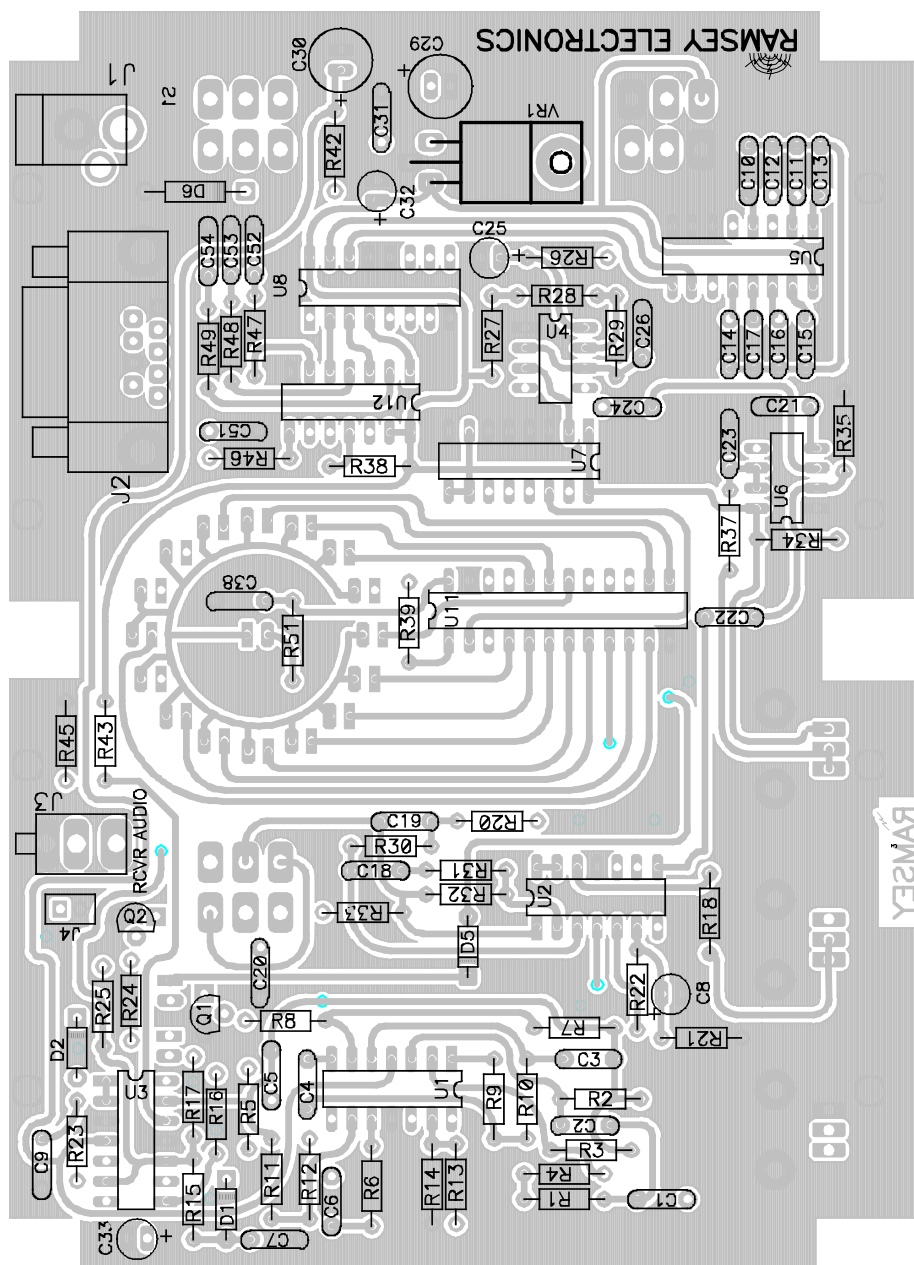 RAMSEY ELECTRONICS
C30
C29
J1
S1
C31
R42
VR1
C10
C12
C11
C13
D6
C32
C25
C54
C53
C52
U8
R26
U5
R28
U4
R27
R29
C26
R49
R48
R47
C14
C17
C16
C15
U12
C24
C21
C51
R46
R38
U7
C23
R35
J2
U6
R37
R34
C38
R39
U11
R51
C22
R45
R43
J3
RCVR AUDIO
C19
R20
R30
C18
R31
R32
U2
RAMSEY
J4
Q2
R33
D5
R18
C20
R25
R24
Q1
R8
R22
C8
R7
R21
D2
U3
R17
R16
R5
C5
C4
U1
C3
R9
R10
R2
C2
R3
C9
R23
R15
D1
R11
R12
C6
R6
R14
R13
R4
R1
C1
C33
C7